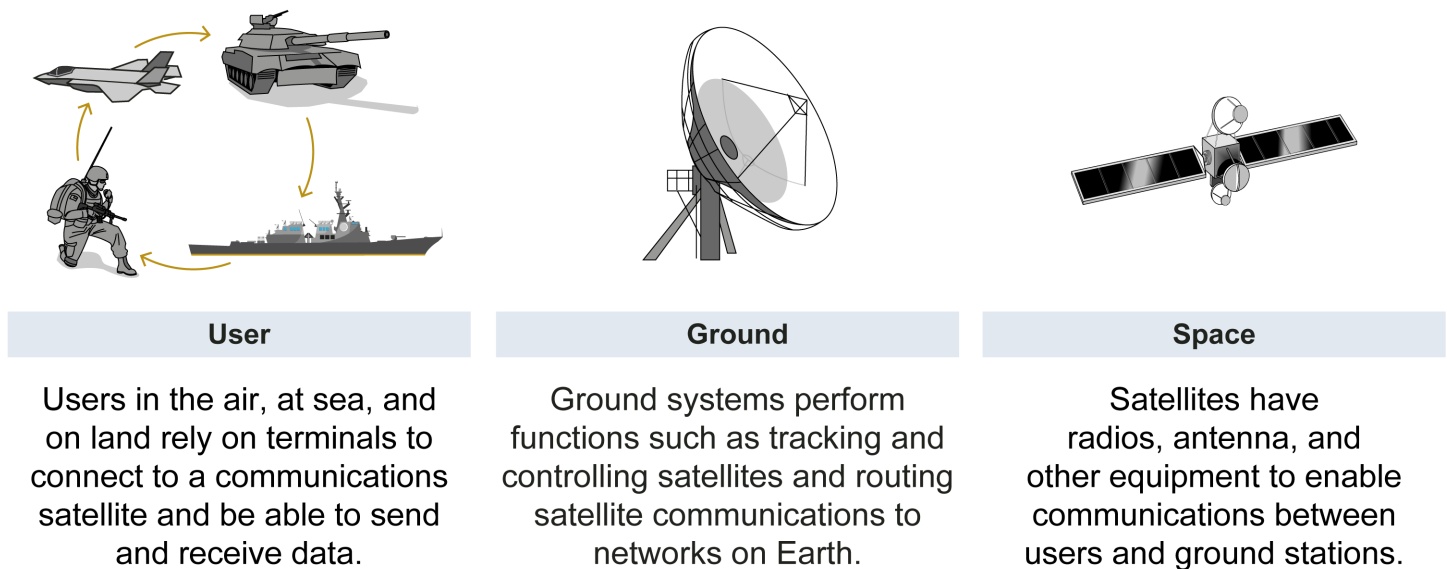 User
Users in the air, at sea, and
on land rely on terminals to
connect to a communications
satellite and be able to send
and receive data.
Ground
Ground systems perform
functions such as tracking and
controlling satellites and routing
satellite communications to
networks on Earth.
Space
Satellites have
radios, antenna, and
other equipment to enable
communications between
users and ground stations.